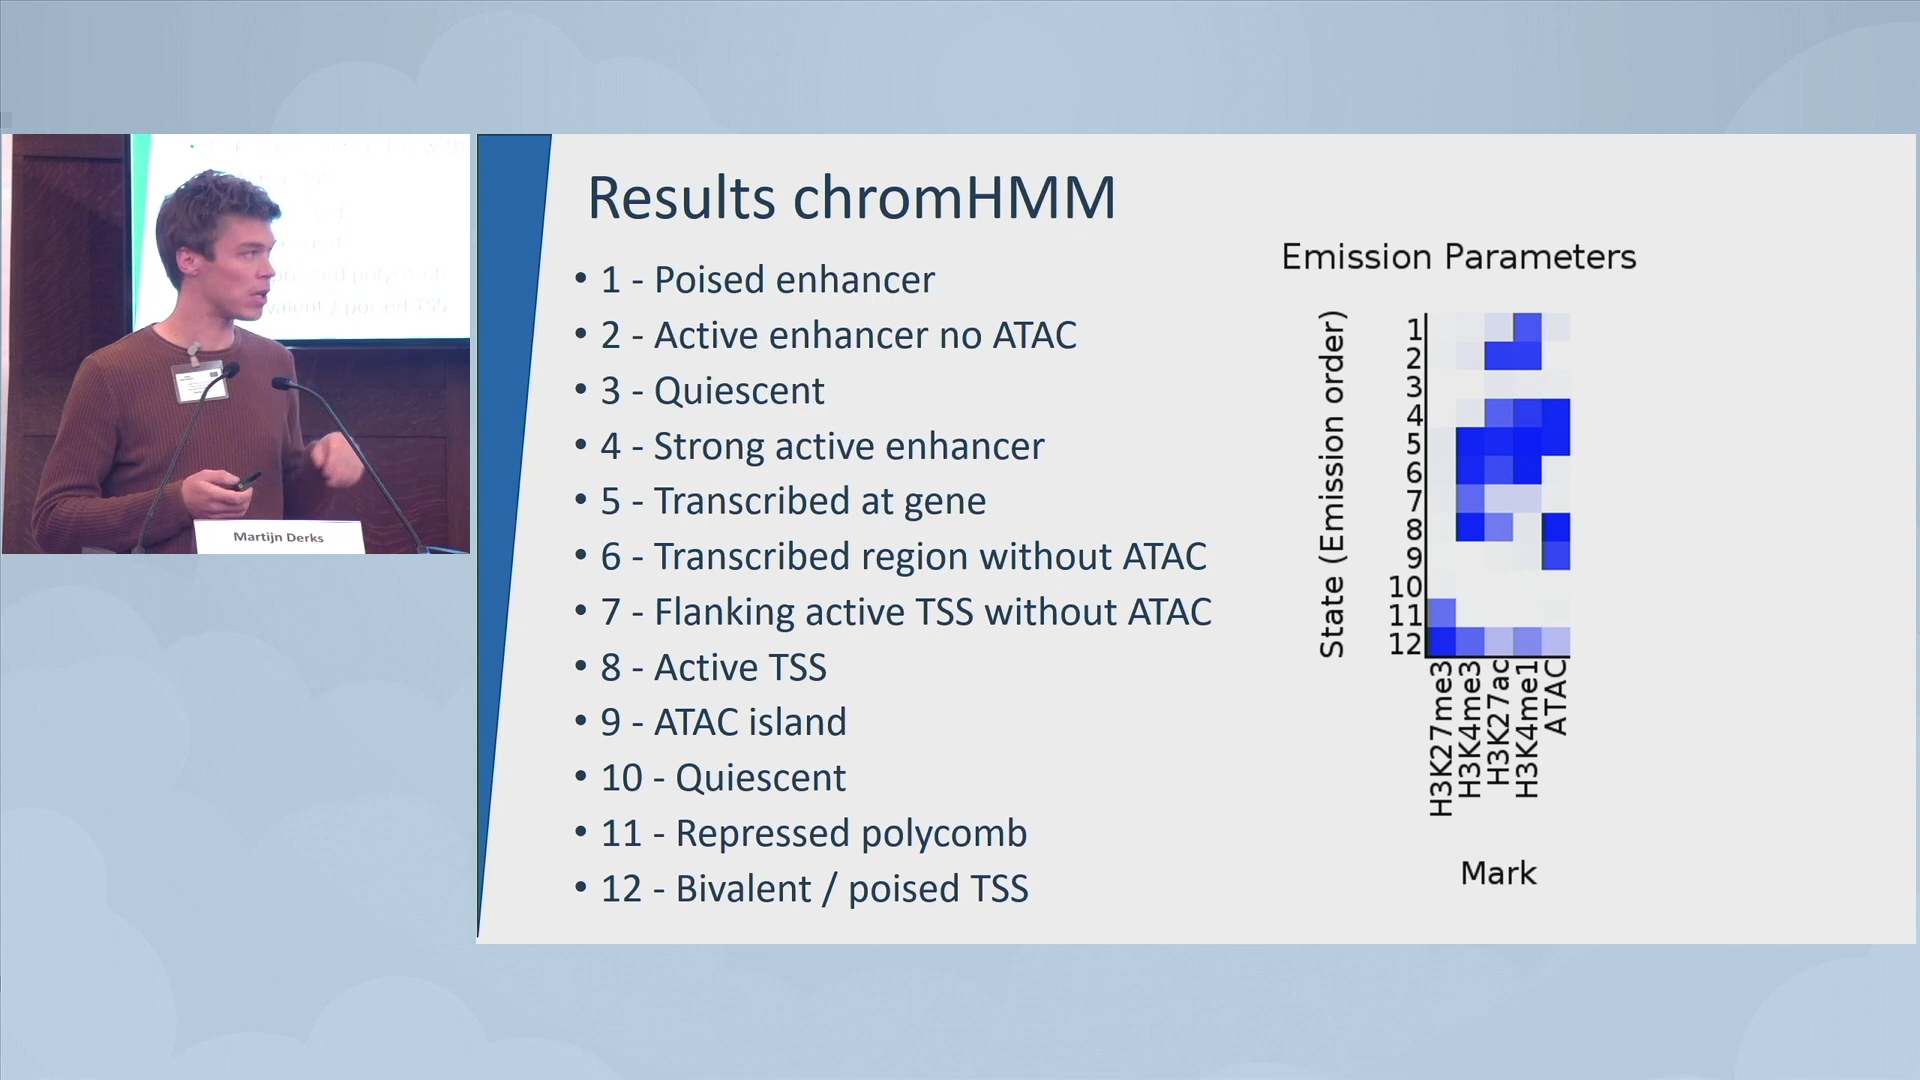 Results chromHMM
• 1 - Poised enhancer
• 2 - Active enhancer no ATAC
• 3 - Quiescent
• 4 - Strong active enhancer
• 5 - Transcribed at gene
• 6 - Transcribed region without ATAC
• 7 - Flanking active TSS without ATAC
• 8 - Active TSS
• 9 - ATAC island
• 10 - Quiescent
• 11 - Repressed polycomb
• 12 - Bivalent / poised TSS
Emission Parameters
State (Emission order)
1
2
3
4
5
6
7
8
9
10
11
12
H3K27me3
H3K4me3
H3K27ac
H3K4me1
ATAC
Mark
Martijn Derks